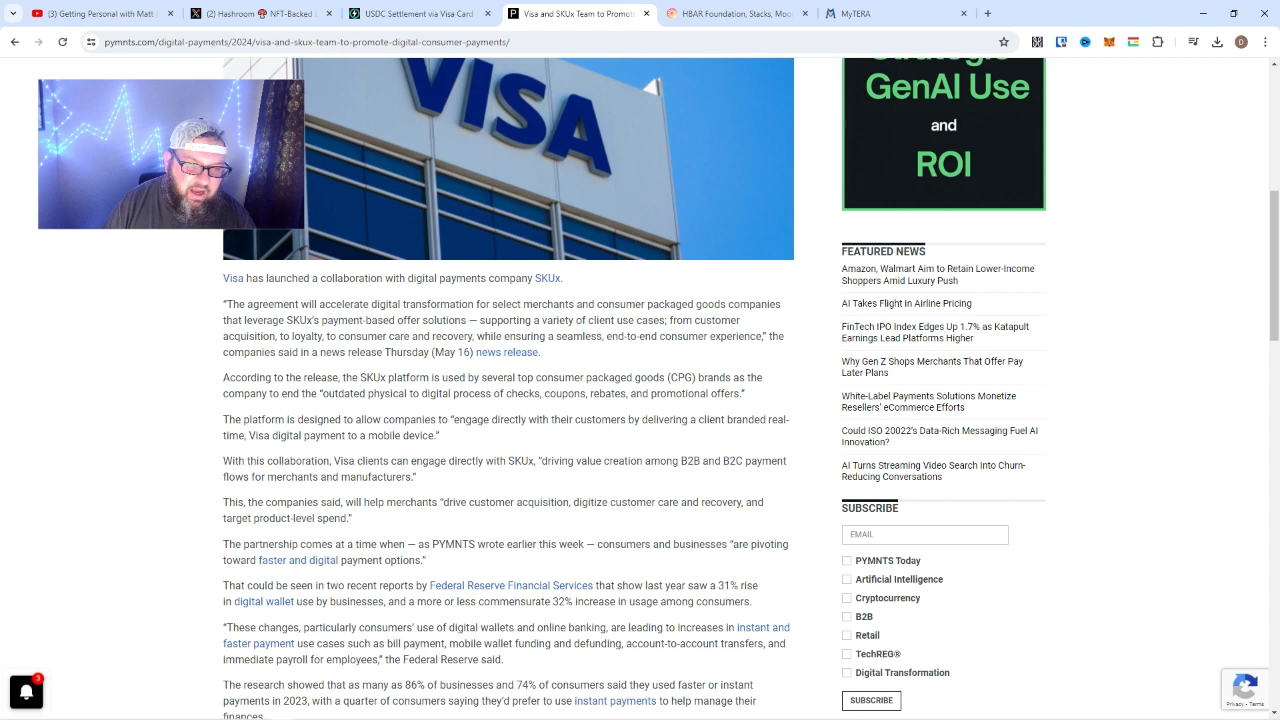 (3) Getting Personal with Matt
(2) Hashroom 🍄 NFT-Backed L
USDC Settlement via Visa Card
Visa and SKUx Team to Promot
HBAR Foundation, Stacks, Moo
MyTERA
pymnts.com/digital-payments/2024/visa-and-skux-team-to-promote-digital-consumer-payments/
D
VISA
GenAI Use
and
ROI
Visa has launched a collaboration with digital payments company SKUx.
“The agreement will accelerate digital transformation for select merchants and consumer packaged goods companies
that leverage SKUx’s payment-based offer solutions — supporting a variety of client use cases; from customer
acquisition, to loyalty, to consumer care and recovery, while ensuring a seamless, end-to-end consumer experience,” the
companies said in a news release Thursday (May 16) news release.
According to the release, the SKUx platform is used by several top consumer packaged goods (CPG) brands as the
company to end the “outdated physical to digital process of checks, coupons, rebates, and promotional offers.”
The platform is designed to allow companies to “engage directly with their customers by delivering a client branded real-
time, Visa digital payment to a mobile device.”
With this collaboration, Visa clients can engage directly with SKUx, “driving value creation among B2B and B2C payment
flows for merchants and manufacturers.”
This, the companies said, will help merchants “drive customer acquisition, digitize customer care and recovery, and
target product-level spend.”
The partnership comes at a time when — as PYMNTS wrote earlier this week — consumers and businesses “are pivoting
toward faster and digital payment options.”
That could be seen in two recent reports by Federal Reserve Financial Services that show last year saw a 31% rise
in digital wallet use by businesses, and a more or less commensurate 32% increase in usage among consumers.
“These changes, particularly consumers’ use of digital wallets and online banking, are leading to increases in instant and
faster payment use cases such as bill payment, mobile wallet funding and defunding, account-to-account transfers, and
immediate payroll for employees,” the Federal Reserve said.
The research showed that as many as 86% of businesses and 74% of consumers said they used faster or instant
payments in 2023, with a quarter of consumers saying they’d prefer to use instant payments to help manage their
finances.
FEATURED NEWS
Amazon, Walmart Aim to Retain Lower-Income
Shoppers Amid Luxury Push
AI Takes Flight in Airline Pricing
FinTech IPO Index Edges Up 1.7% as Katapult
Earnings Lead Platforms Higher
Why Gen Z Shops Merchants That Offer Pay
Later Plans
White-Label Payments Solutions Monetize
Resellers’ eCommerce Efforts
Could ISO 20022’s Data-Rich Messaging Fuel AI
Innovation?
AI Turns Streaming Video Search Into Churn-
Reducing Conversations
SUBSCRIBE
EMAIL
PYMNTS Today
Artificial Intelligence
Cryptocurrency
B2B
Retail
TechREG®
Digital Transformation
SUBSCRIBE
3
Privacy - Terms